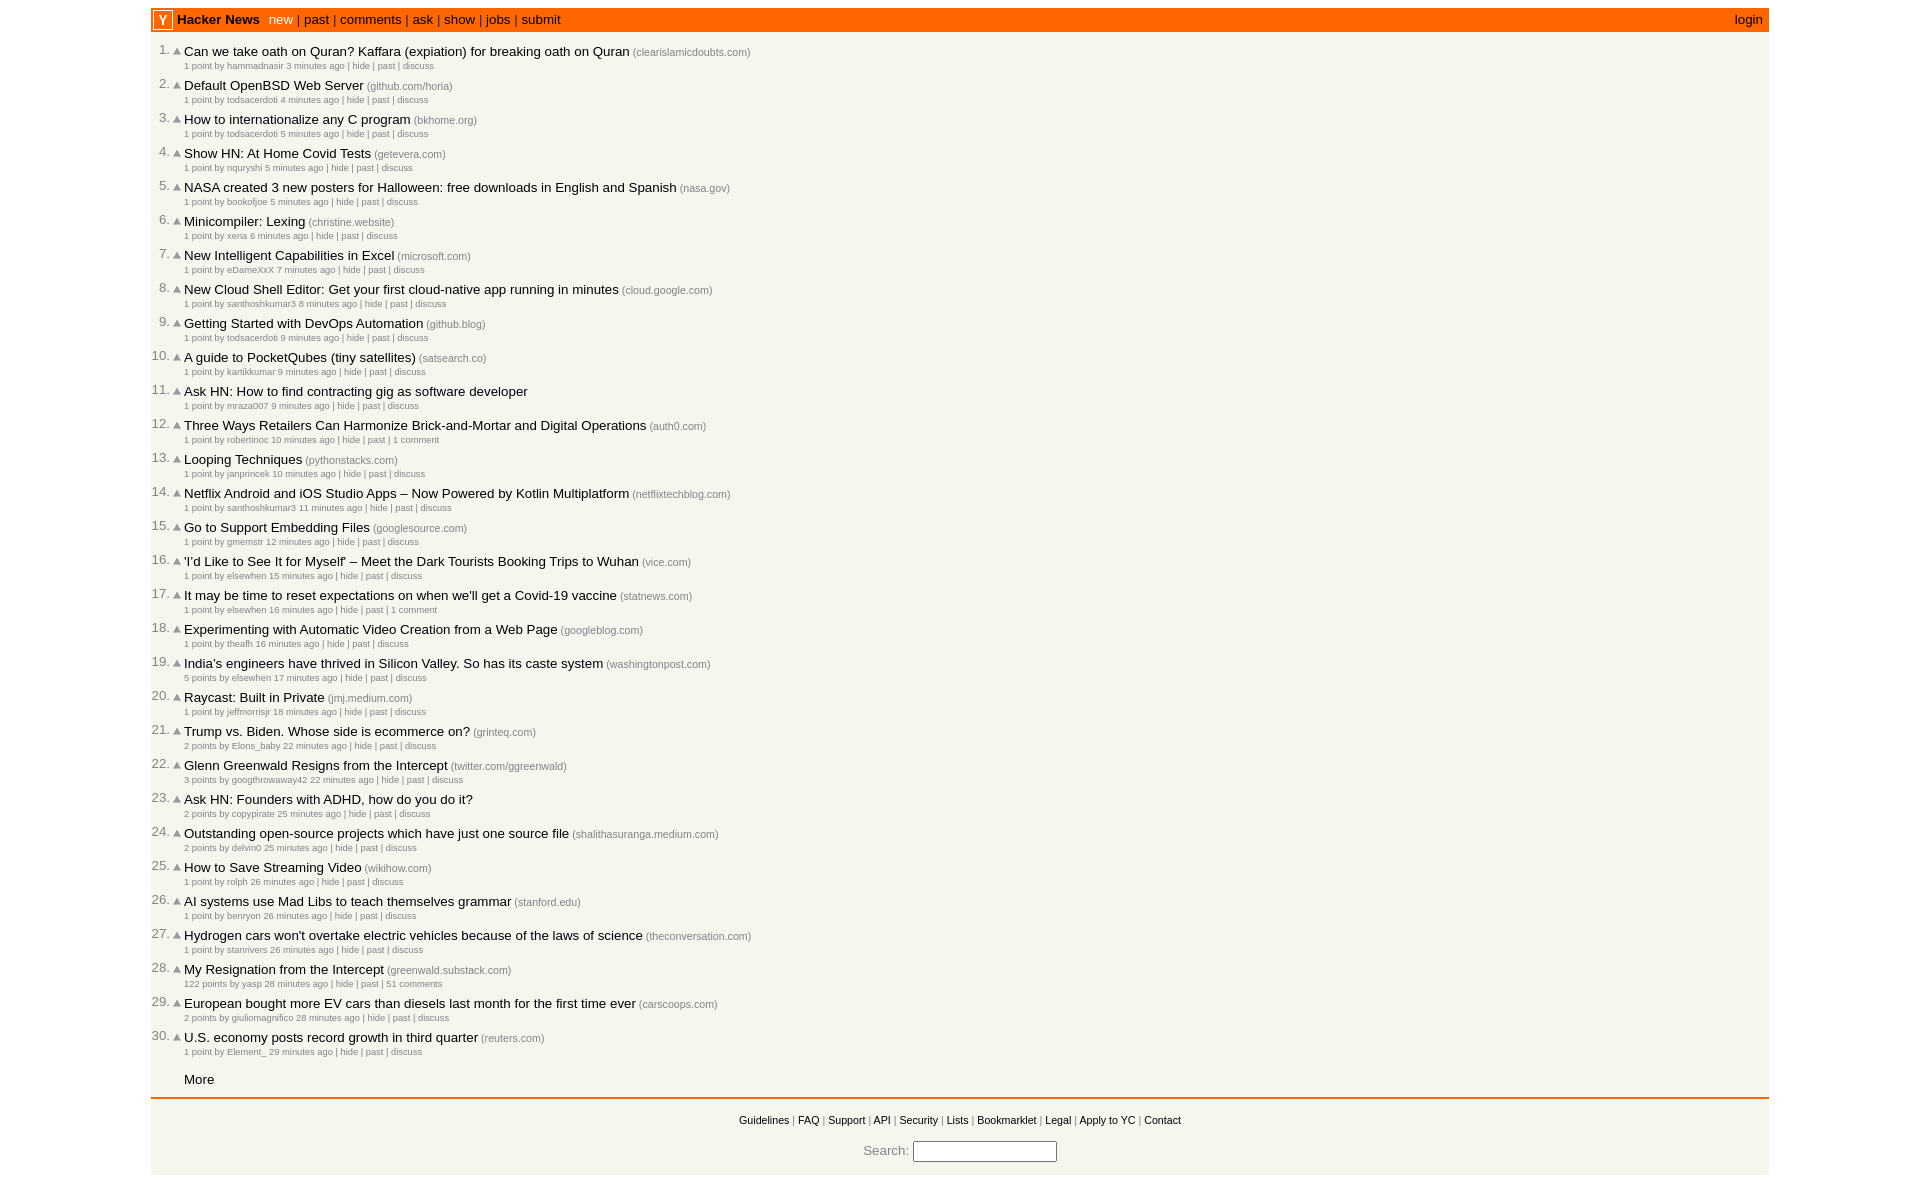 Y Hacker News new | past | comments | ask | show | jobs | submit login
1. Can we take oath on Quran? Kaffara (expiation) for breaking oath on Quran (clearislamicdoubts.com)
1 point by hammadnasir 3 minutes ago | hide | past | discuss
2. Default OpenBSD Web Server (github.com/horia)
1 point by todsacerdoti 4 minutes ago | hide | past | discuss
3. How to internationalize any C program (bkhome.org)
1 point by todsacerdoti 5 minutes ago | hide | past | discuss
4. Show HN: At Home Covid Tests (getevera.com)
1 point by nquryshi 5 minutes ago | hide | past | discuss
5. NASA created 3 new posters for Halloween: free downloads in English and Spanish (nasa.gov)
1 point by bookofjoe 5 minutes ago | hide | past | discuss
6. Minicompiler: Lexing (christine.website)
1 point by xena 6 minutes ago | hide | past | discuss
7. New Intelligent Capabilities in Excel (microsoft.com)
1 point by eDameXxX 7 minutes ago | hide | past | discuss
8. New Cloud Shell Editor: Get your first cloud-native app running in minutes (cloud.google.com)
1 point by santhoshkumar3 8 minutes ago | hide | past | discuss
9. Getting Started with DevOps Automation (github.blog)
1 point by todsacerdoti 9 minutes ago | hide | past | discuss
10. A guide to PocketQubes (tiny satellites) (satsearch.co)
1 point by kartikkumar 9 minutes ago | hide | past | discuss
11. Ask HN: How to find contracting gig as software developer
1 point by mraza007 9 minutes ago | hide | past | discuss
12. Three Ways Retailers Can Harmonize Brick-and-Mortar and Digital Operations (auth0.com)
1 point by robertinoc 10 minutes ago | hide | past | 1 comment
13. Looping Techniques (pythonstacks.com)
1 point by janprincek 10 minutes ago | hide | past | discuss
14. Netflix Android and iOS Studio Apps – Now Powered by Kotlin Multiplatform (netflixtechblog.com)
1 point by santhoshkumar3 11 minutes ago | hide | past | discuss
15. Go to Support Embedding Files (googlesource.com)
1 point by gmemstr 12 minutes ago | hide | past | discuss
16. 'I'd Like to See It for Myself' – Meet the Dark Tourists Booking Trips to Wuhan (vice.com)
1 point by elsewhen 15 minutes ago | hide | past | discuss
17. It may be time to reset expectations on when we'll get a Covid-19 vaccine (statnews.com)
1 point by elsewhen 16 minutes ago | hide | past | 1 comment
18. Experimenting with Automatic Video Creation from a Web Page (googleblog.com)
1 point by theafh 16 minutes ago | hide | past | discuss
19. India's engineers have thrived in Silicon Valley. So has its caste system (washingtonpost.com)
5 points by elsewhen 17 minutes ago | hide | past | discuss
20. Raycast: Built in Private (jmj.medium.com)
1 point by jeffmorrisjr 18 minutes ago | hide | past | discuss
21. Trump vs. Biden. Whose side is ecommerce on? (grinteq.com)
2 points by Elons_baby 22 minutes ago | hide | past | discuss
22. Glenn Greenwald Resigns from the Intercept (twitter.com/ggreenwald)
3 points by googthrowaway42 22 minutes ago | hide | past | discuss
23. Ask HN: Founders with ADHD, how do you do it?
2 points by copypirate 25 minutes ago | hide | past | discuss
24. Outstanding open-source projects which have just one source file (shalithasuranga.medium.com)
2 points by delvin0 25 minutes ago | hide | past | discuss
25. How to Save Streaming Video (wikihow.com)
1 point by rolph 26 minutes ago | hide | past | discuss
26. AI systems use Mad Libs to teach themselves grammar (stanford.edu)
1 point by benryon 26 minutes ago | hide | past | discuss
27. Hydrogen cars won't overtake electric vehicles because of the laws of science (theconversation.com)
1 point by stanrivers 26 minutes ago | hide | past | discuss
28. My Resignation from the Intercept (greenwald.substack.com)
122 points by yasp 28 minutes ago | hide | past | 51 comments
29. European bought more EV cars than diesels last month for the first time ever (carscoops.com)
2 points by giuliomagnifico 28 minutes ago | hide | past | discuss
30. U.S. economy posts record growth in third quarter (reuters.com)
1 point by Element_ 29 minutes ago | hide | past | discuss
More
Guidelines | FAQ | Support | API | Security | Lists | Bookmarklet | Legal | Apply to YC | Contact
Search: